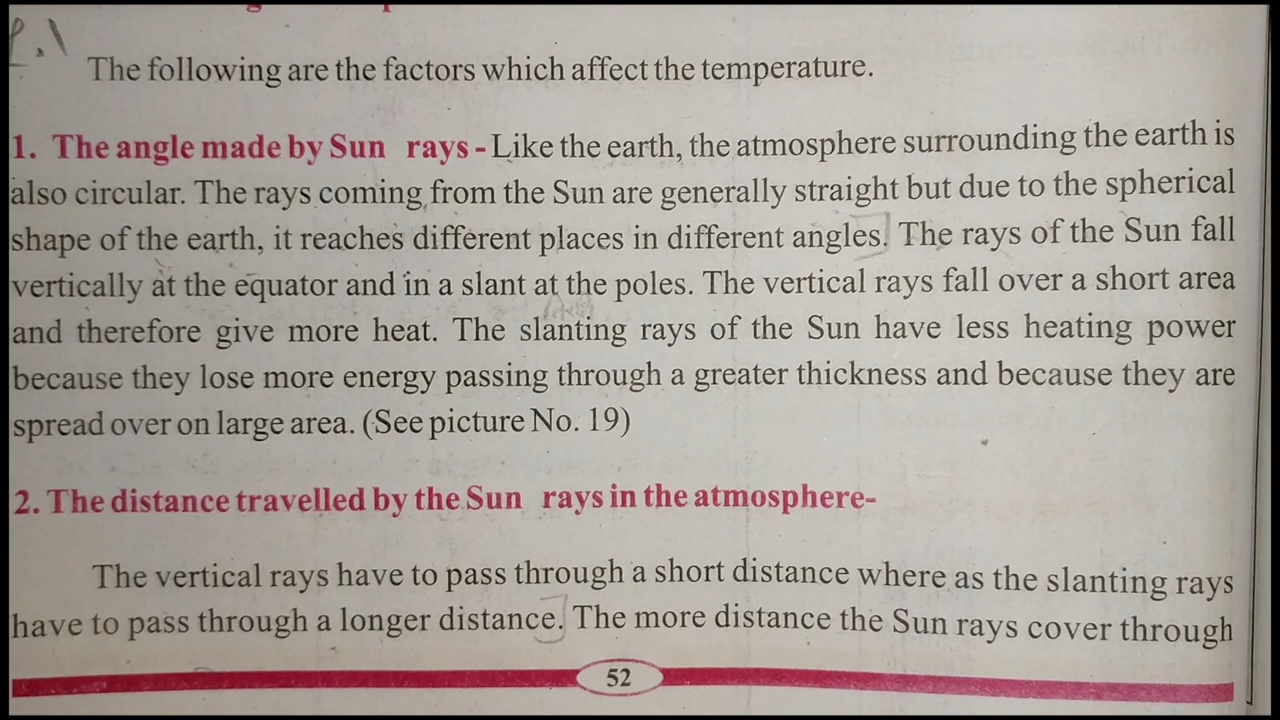 The following are the factors which affect the temperature.
1. The angle made by Sun rays - Like the earth, the atmosphere surrounding the earth is
also circular. The rays coming from the Sun are generally straight but due to the spherical
shape of the earth, it reaches different places in different angles. The rays of the Sun fall
vertically at the equator and in a slant at the poles. The vertical rays fall over a short area
and therefore give more heat. The slanting rays of the Sun have less heating power
because they lose more energy passing through a greater thickness and because they are
spread over on large area. (See picture No. 19)
2. The distance travelled by the Sun rays in the atmosphere-
The vertical rays have to pass through a short distance where as the slanting rays
have to pass through a longer distance. The more distance the Sun rays cover through
52